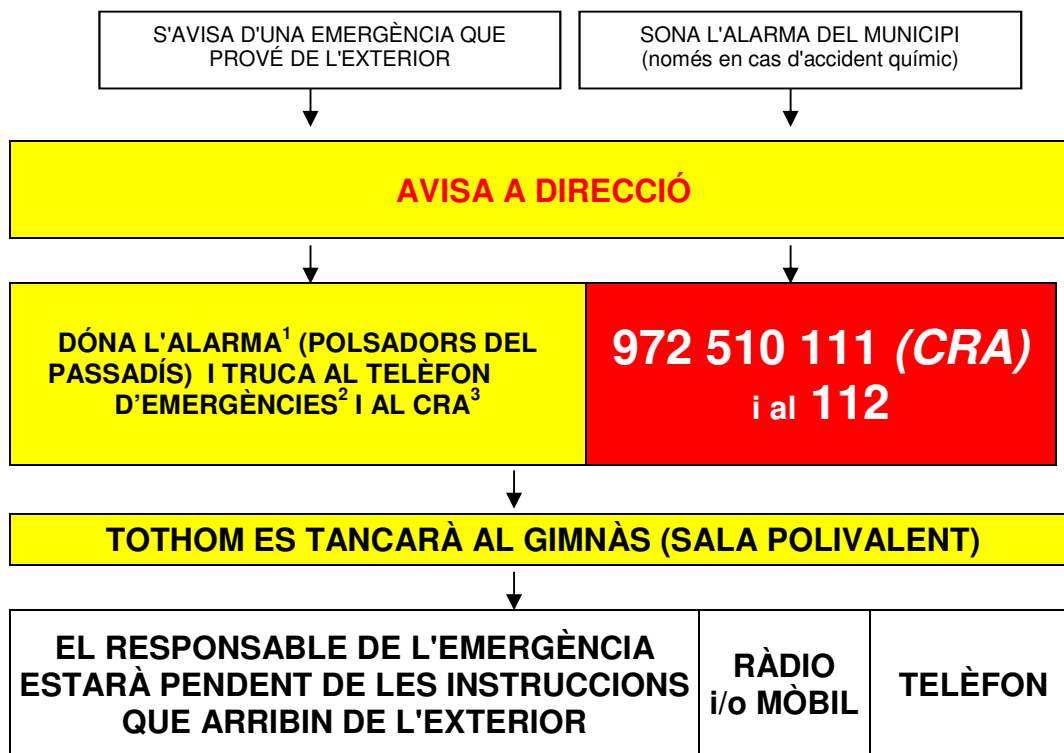 S'AVISA D'UNA EMERGÈNCIA QUE
PROVÉ DE L'EXTERIOR
SONA L'ALARMA DEL MUNICIPI
(només en cas d'accident químic)
AVISA A DIRECCIÓ
DÓNA L'ALARMA¹ (POLSADORS DEL
PASSADÍS) I TRUCA AL TELÈFON
D’EMERGÈNCIES² I AL CRA³
972 510 111 (CRA)
i al 112
TOTHOM ES TANCARÀ AL GIMNÀS (SALA POLIVALENT)
EL RESPONSABLE DE L'EMERGÈNCIA
ESTARÀ PENDENT DE LES INSTRUCCIONS
QUE ARRIBIN DE L'EXTERIOR
RÀDIO
i/o MÒBIL
TELÈFON